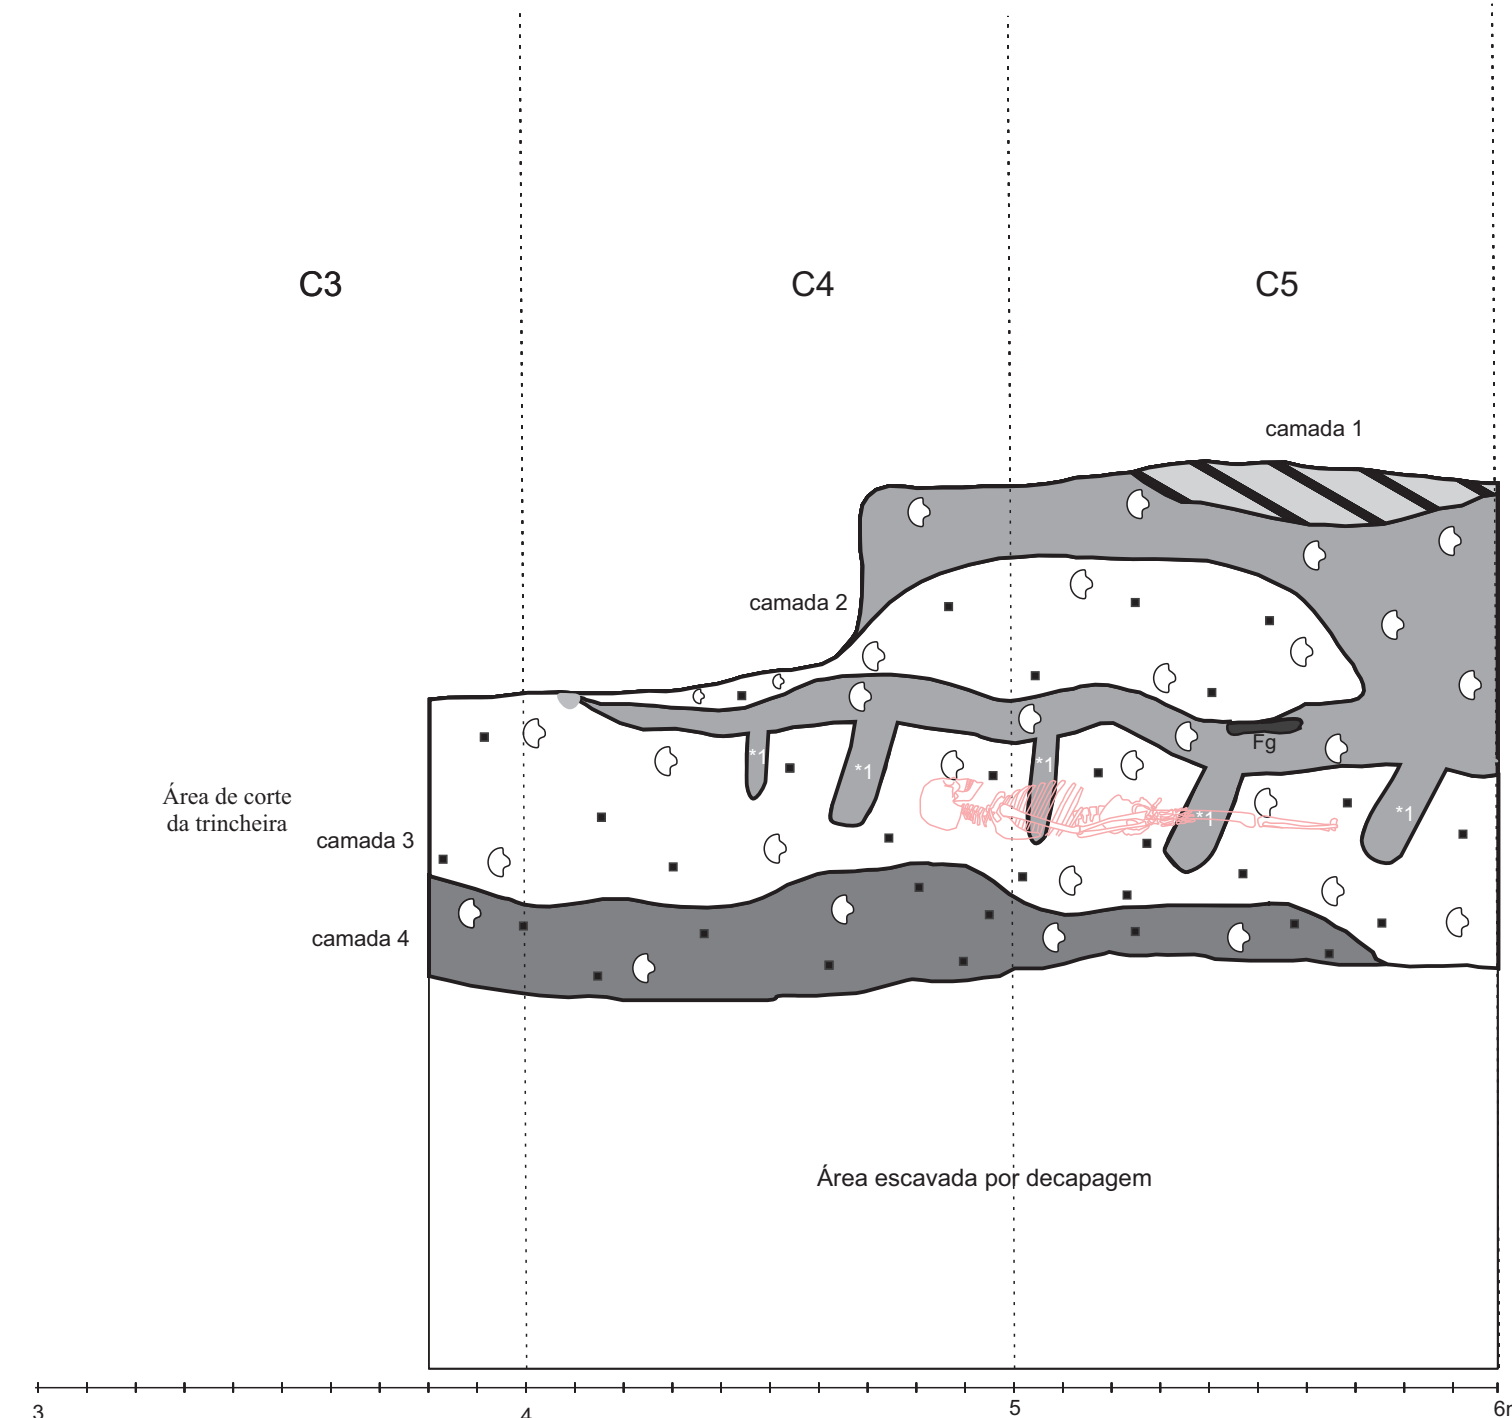 C3 C4 C5
camada 1
camada 2
*1 *1 *1 Fg
*1 *1
Área de corte
da trincheira
camada 3
camada 4
Área escavada por decapagem
3 4 5 6m